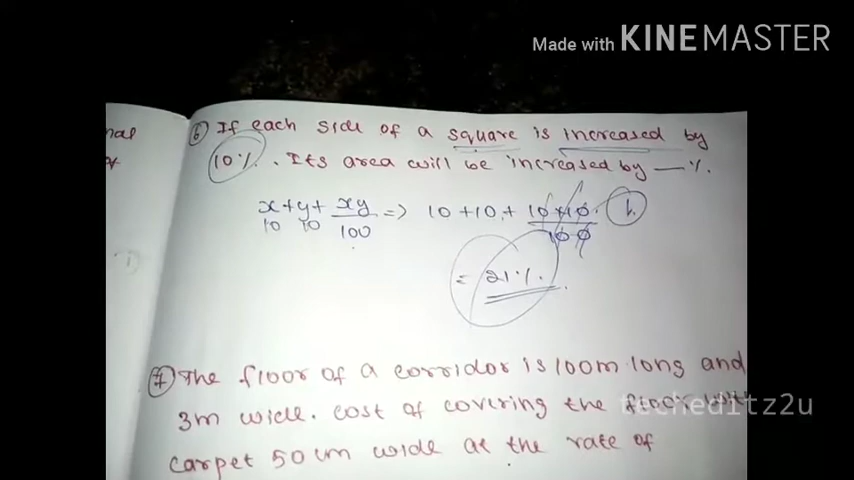 Made with KINEMASTER
⑥ If each side of a square is increased by
10%. Its area will be increased by —%.
x+y+ xy/100 => 10+10+ 10×10/100
10 10
= 21%.
⑦ The floor of a corridor is 100m long and
3m wide. cost of covering the floor with
techeditz2u
carpet 50 cm wide at the rate of